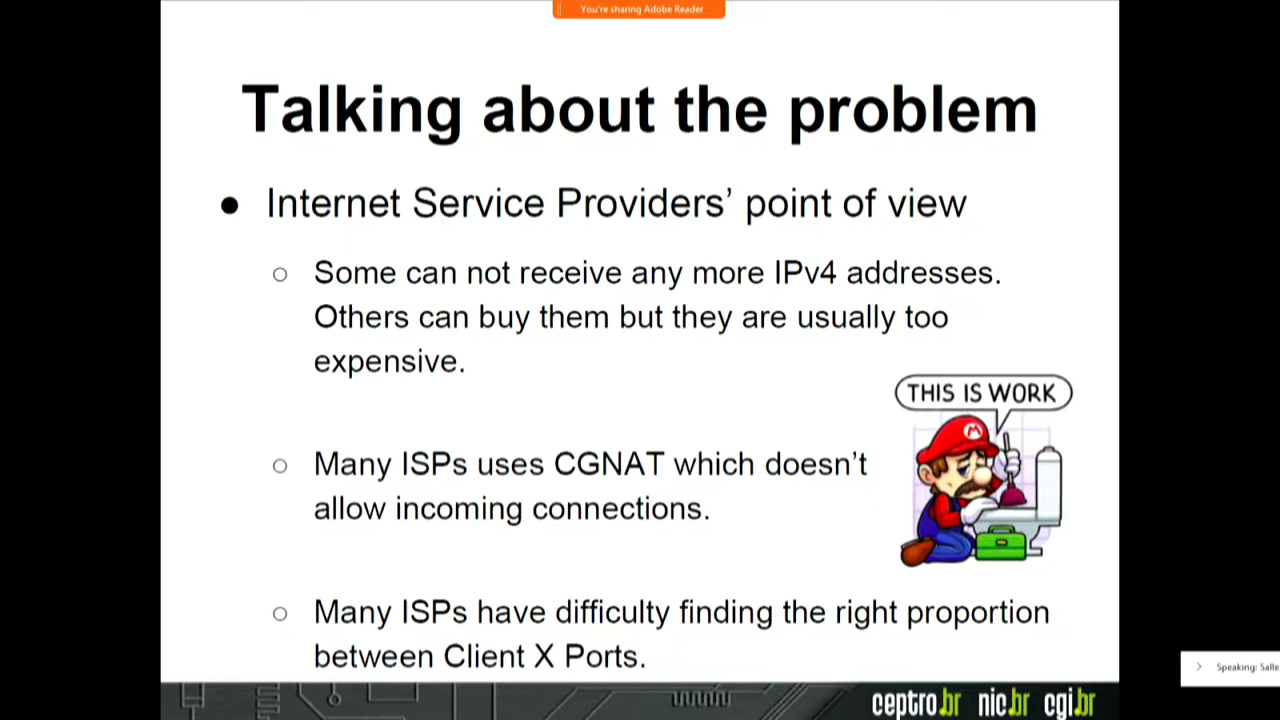 You're sharing Adobe Reader
Talking about the problem
● Internet Service Providers’ point of view
○ Some can not receive any more IPv4 addresses.
Others can buy them but they are usually too
expensive.
THIS IS WORK
○ Many ISPs uses CGNAT which doesn’t
allow incoming connections.
○ Many ISPs have difficulty finding the right proportion
between Client X Ports.
Speaking: Salle
ceptro.br nic.br cgi.br